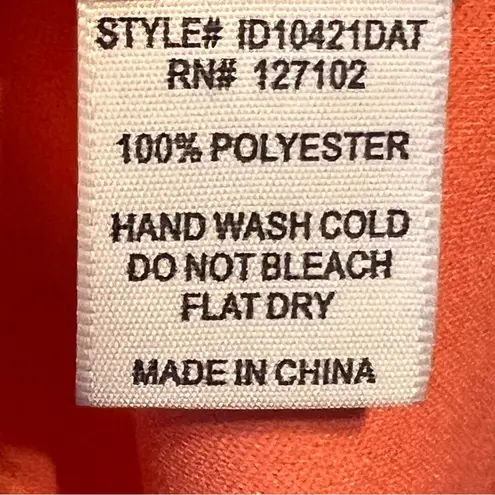 STYLE# ID10421DAT
RN# 127102
100% POLYESTER
HAND WASH COLD
DO NOT BLEACH
FLAT DRY
MADE IN CHINA